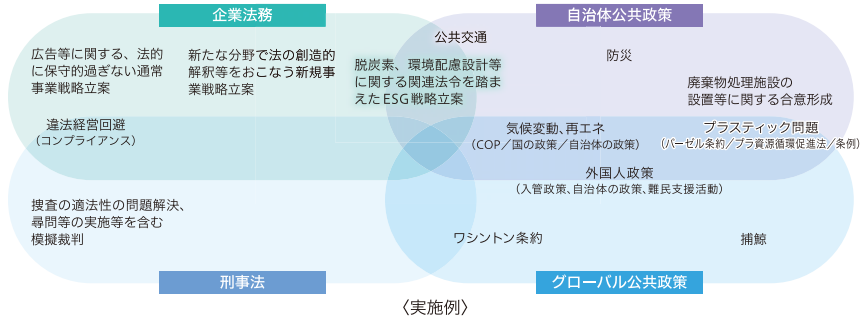 企業法務
自治体公共政策
広告等に関する、法的
に保守的過ぎない通常
事業戦略立案
新たな分野で法の創造的
解釈等をおこなう新規事
業戦略立案
公共交通
脱炭素、環境配慮設計等
に関する関連法令を踏ま
えたESG戦略立案
防災
廃棄物処理施設の
設置等に関する合意形成
違法経営回避
（コンプライアンス）
気候変動、再エネ
（COP／国の政策／自治体の政策）
プラスティック問題
（バーゼル条約／プラ資源循環促進法／条例）
外国人政策
（入管政策、自治体の政策、難民支援活動）
捜査の適法性の問題解決、
尋問等の実施等を含む
模擬裁判
ワシントン条約
捕鯨
刑事法
グローバル公共政策
〈実施例〉